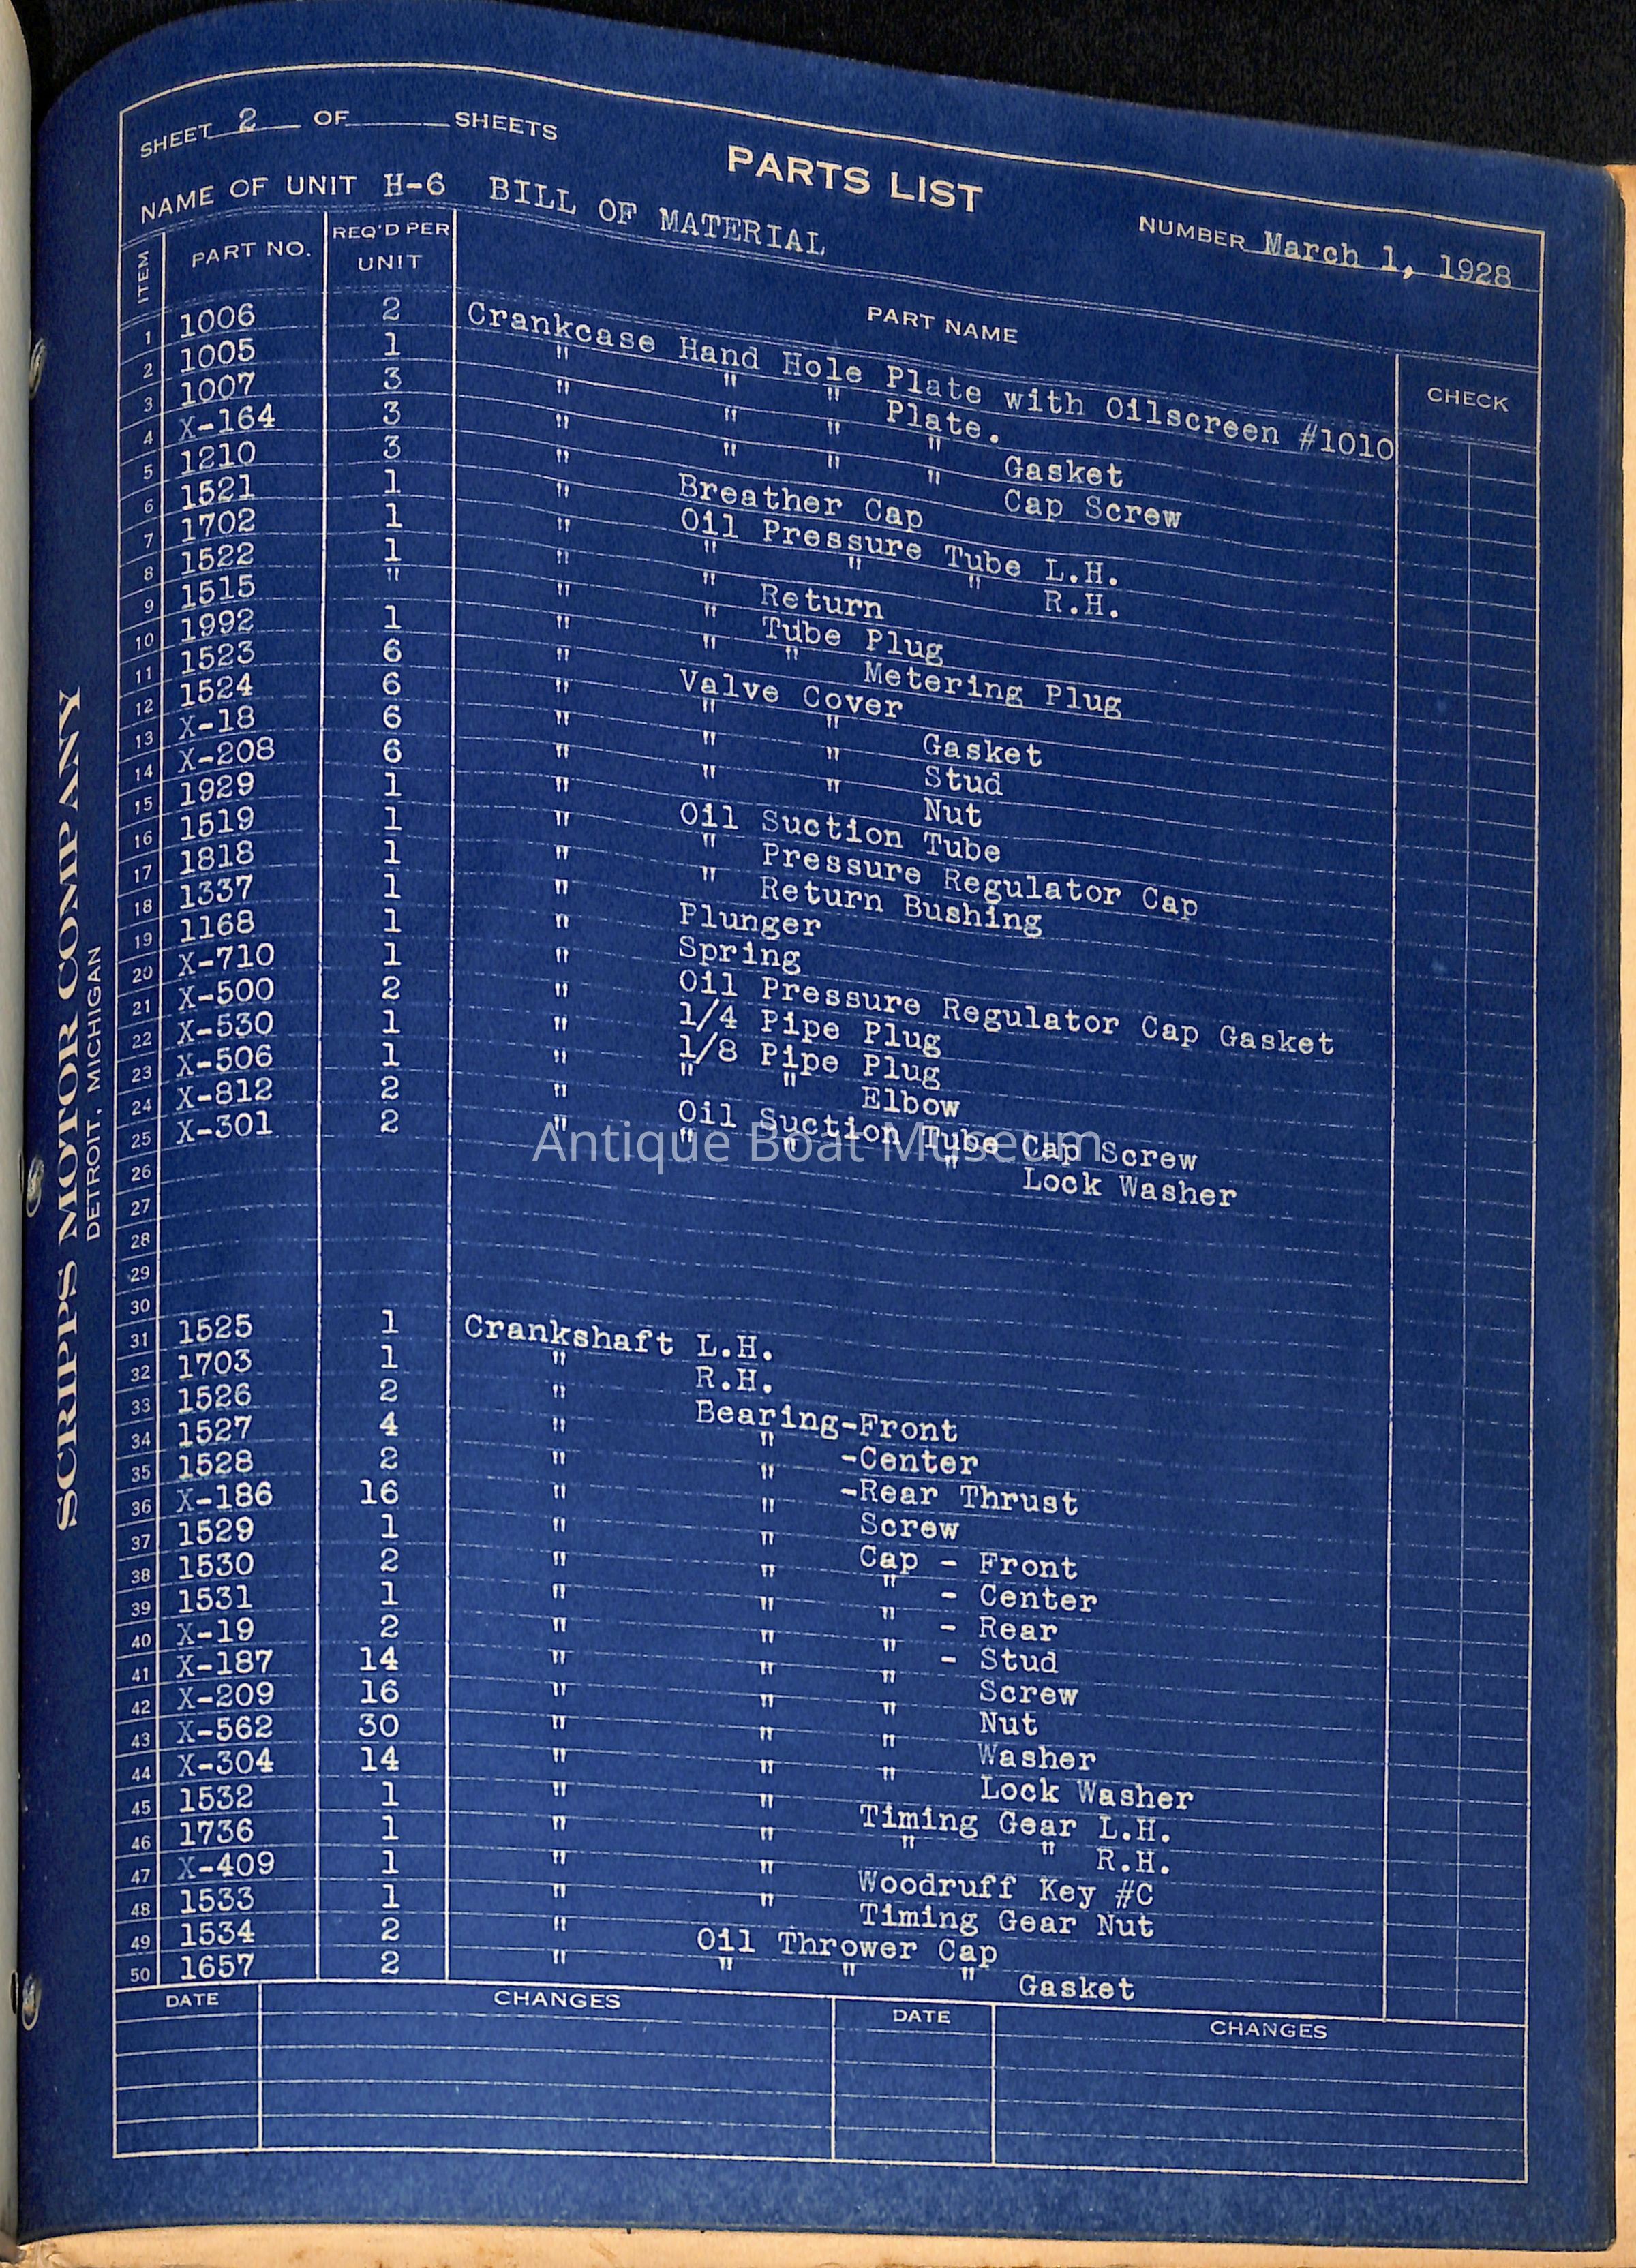 SHEET 2 OF SHEETS
PARTS LIST
NAME OF UNIT H-6 BILL OF MATERIAL
NUMBER March 1, 1928
ITEM PART NO. REQ'D PER UNIT PART NAME CHECK
1 1006 2 Crankcase Hand Hole Plate with Oilscreen #1010
2 1005 1 " " " Plate.
3 1007 3 " " " " Gasket
4 X-164 3 " " " " Cap Screw
5 1210 3 " Breather Cap
6 1521 1 " Oil Pressure Tube L.H.
7 1702 1 " " " " R.H.
8 1522 1 " " Return
9 1515 " " " Tube Plug
10 1992 1 " " " Metering Plug
11 1523 6 " Valve Cover
12 1524 6 " " " Gasket
13 X-18 6 " " " Stud
14 X-208 6 " " " Nut
15 1929 1 " Oil Suction Tube
16 1519 1 " " Pressure Regulator Cap
17 1818 1 " " Return Bushing
18 1337 1 " Plunger
19 1168 1 " Spring
20 X-710 1 " Oil Pressure Regulator Cap Gasket
21 X-500 2 " 1/4 Pipe Plug
22 X-530 1 " 1/8 Pipe Plug
23 X-506 1 " " " Elbow
24 X-812 2 " Oil Suction Tube Cap Screw
25 X-301 2 " " " " Lock Washer
26
27
28
29
30
31 1525 1 Crankshaft L.H.
32 1703 1 " R.H.
33 1526 2 " Bearing-Front
34 1527 4 " " -Center
35 1528 2 " " -Rear Thrust
36 X-186 16 " " Screw
37 1529 1 " " Cap - Front
38 1530 2 " " " - Center
39 1531 1 " " " - Rear
40 X-19 2 " " " - Stud
41 X-187 14 " " " Screw
42 X-209 16 " " " Nut
43 X-562 30 " " " Washer
44 X-304 14 " " " Lock Washer
45 1532 1 " " Timing Gear L.H.
46 1736 1 " " " " R.H.
47 X-409 1 " " Woodruff Key #C
48 1533 1 " " Timing Gear Nut
49 1534 2 " Oil Thrower Cap
50 1657 2 " " " " Gasket
DATE CHANGES DATE CHANGES
SCRIPPS MOTOR COMPANY
DETROIT, MICHIGAN
Antique Boat Museum